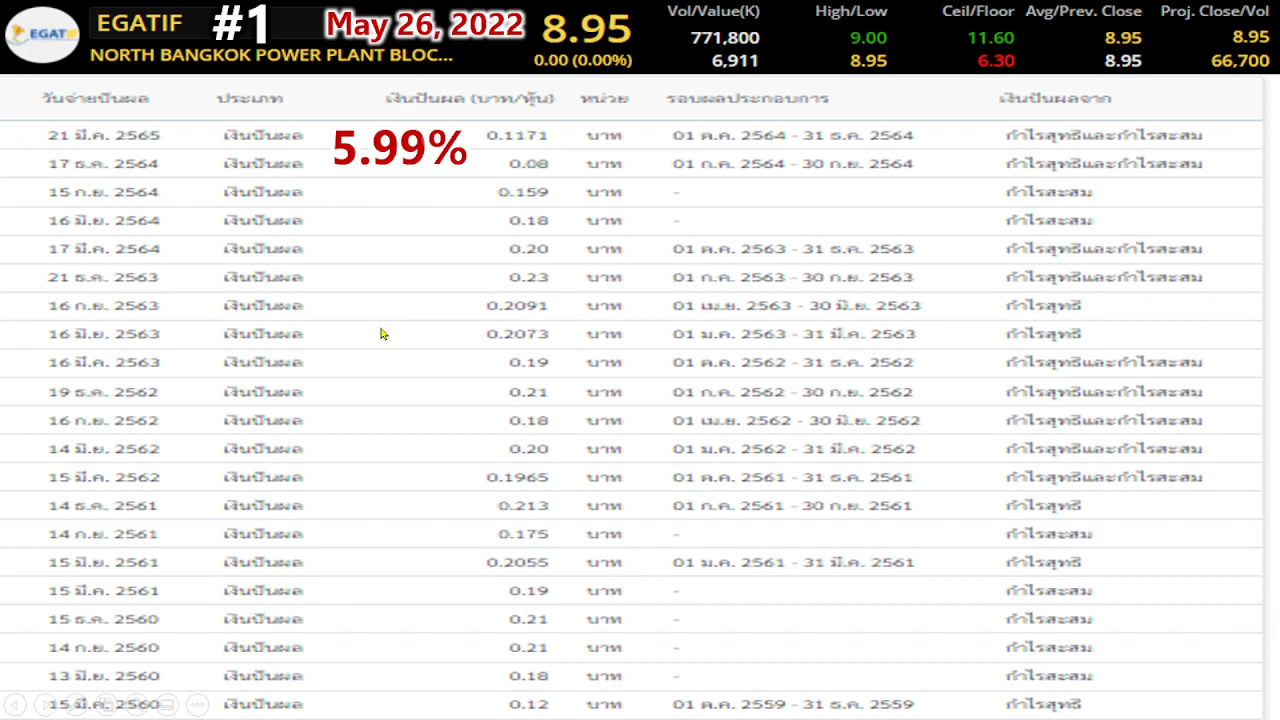 EGAT
EGATIF #1 May 26, 2022 8.95 Vol/Value(K) High/Low Ceil/Floor Avg/Prev. Close Proj. Close/Vol
771,800 9.00 11.60 8.95 8.95
NORTH BANGKOK POWER PLANT BLOC... 0.00 (0.00%) 6,911 8.95 6.30 8.95 66,700
วันจ่ายปันผล ประเภท เงินปันผล (บาท/หุ้น) หน่วย รอบผลประกอบการ เงินปันผลจาก
5.99%
21 มี.ค. 2565 เงินปันผล 0.1171 บาท 01 ต.ค. 2564 - 31 ธ.ค. 2564 กำไรสุทธิและกำไรสะสม
17 ธ.ค. 2564 เงินปันผล 0.08 บาท 01 ก.ค. 2564 - 30 ก.ย. 2564 กำไรสุทธิและกำไรสะสม
15 ก.ย. 2564 เงินปันผล 0.159 บาท - กำไรสะสม
16 มิ.ย. 2564 เงินปันผล 0.18 บาท - กำไรสะสม
17 มี.ค. 2564 เงินปันผล 0.20 บาท 01 ต.ค. 2563 - 31 ธ.ค. 2563 กำไรสุทธิและกำไรสะสม
21 ธ.ค. 2563 เงินปันผล 0.23 บาท 01 ก.ค. 2563 - 30 ก.ย. 2563 กำไรสุทธิและกำไรสะสม
16 ก.ย. 2563 เงินปันผล 0.2091 บาท 01 เม.ย. 2563 - 30 มิ.ย. 2563 กำไรสุทธิ
16 มิ.ย. 2563 เงินปันผล 0.2073 บาท 01 ม.ค. 2563 - 31 มี.ค. 2563 กำไรสุทธิ
16 มี.ค. 2563 เงินปันผล 0.19 บาท 01 ต.ค. 2562 - 31 ธ.ค. 2562 กำไรสุทธิและกำไรสะสม
19 ธ.ค. 2562 เงินปันผล 0.21 บาท 01 ก.ค. 2562 - 30 ก.ย. 2562 กำไรสุทธิและกำไรสะสม
16 ก.ย. 2562 เงินปันผล 0.18 บาท 01 เม.ย. 2562 - 30 มิ.ย. 2562 กำไรสุทธิและกำไรสะสม
14 มิ.ย. 2562 เงินปันผล 0.20 บาท 01 ม.ค. 2562 - 31 มี.ค. 2562 กำไรสุทธิและกำไรสะสม
15 มี.ค. 2562 เงินปันผล 0.1965 บาท 01 ต.ค. 2561 - 31 ธ.ค. 2561 กำไรสุทธิและกำไรสะสม
14 ธ.ค. 2561 เงินปันผล 0.213 บาท 01 ก.ค. 2561 - 30 ก.ย. 2561 กำไรสุทธิ
14 ก.ย. 2561 เงินปันผล 0.175 บาท - กำไรสะสม
15 มิ.ย. 2561 เงินปันผล 0.2055 บาท 01 ม.ค. 2561 - 31 มี.ค. 2561 กำไรสุทธิ
15 มี.ค. 2561 เงินปันผล 0.19 บาท - กำไรสะสม
15 ธ.ค. 2560 เงินปันผล 0.21 บาท - กำไรสะสม
14 ก.ย. 2560 เงินปันผล 0.21 บาท - กำไรสะสม
13 มิ.ย. 2560 เงินปันผล 0.18 บาท - กำไรสะสม
15 มี.ค. 2560 เงินปันผล 0.12 บาท 01 ต.ค. 2559 - 31 ธ.ค. 2559 กำไรสุทธิ